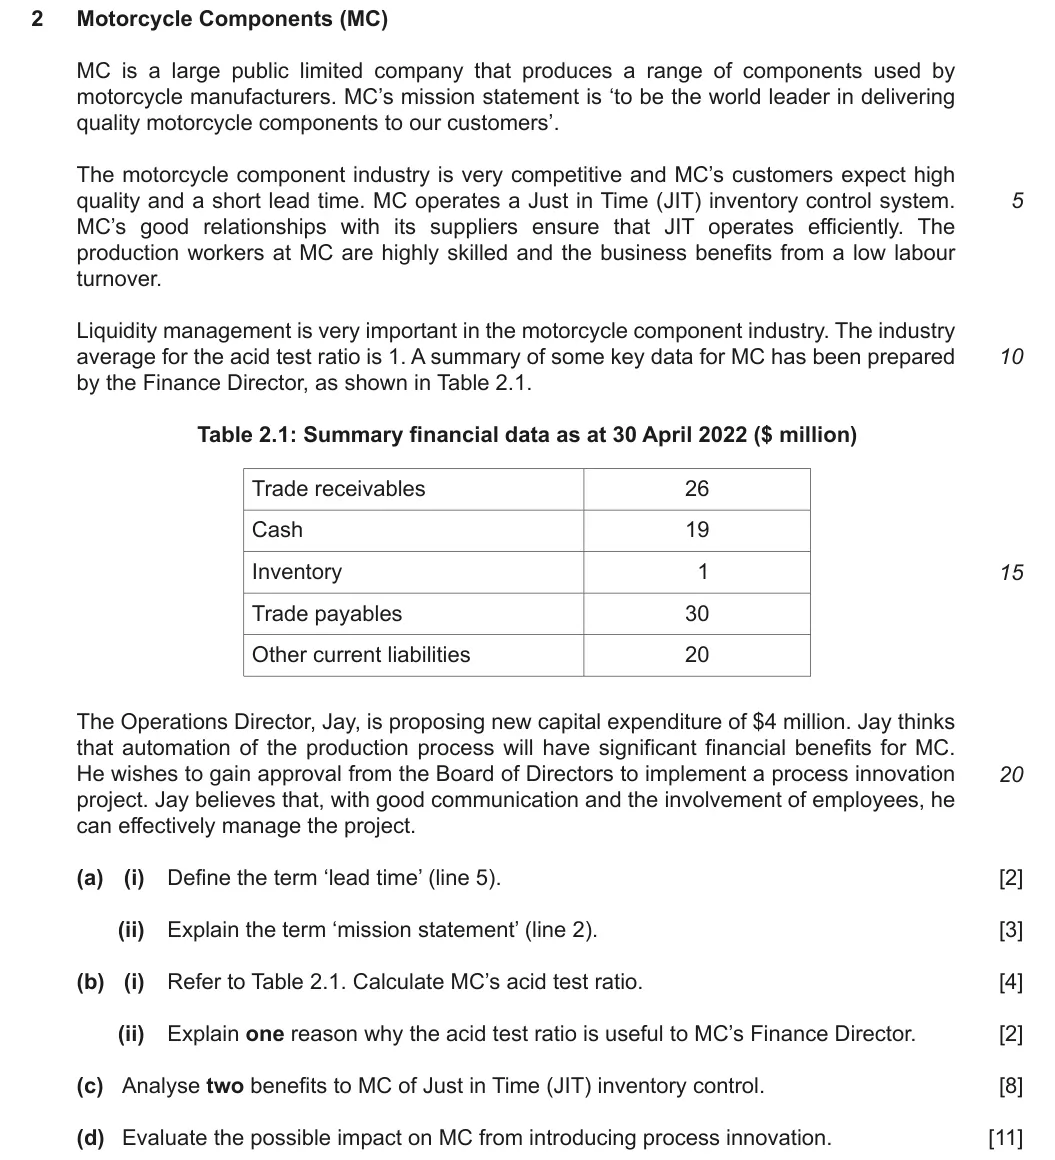 2 Motorcycle Components (MC)
MC is a large public limited company that produces a range of components used by
motorcycle manufacturers. MC’s mission statement is ‘to be the world leader in delivering
quality motorcycle components to our customers’.
The motorcycle component industry is very competitive and MC’s customers expect high
quality and a short lead time. MC operates a Just in Time (JIT) inventory control system. 5
MC’s good relationships with its suppliers ensure that JIT operates efficiently. The
production workers at MC are highly skilled and the business benefits from a low labour
turnover.
Liquidity management is very important in the motorcycle component industry. The industry
average for the acid test ratio is 1. A summary of some key data for MC has been prepared 10
by the Finance Director, as shown in Table 2.1.
Table 2.1: Summary financial data as at 30 April 2022 ($ million)
Trade receivables 26
Cash 19
Inventory 1 15
Trade payables 30
Other current liabilities 20
The Operations Director, Jay, is proposing new capital expenditure of $4 million. Jay thinks
that automation of the production process will have significant financial benefits for MC.
He wishes to gain approval from the Board of Directors to implement a process innovation 20
project. Jay believes that, with good communication and the involvement of employees, he
can effectively manage the project.
(a) (i) Define the term ‘lead time’ (line 5). [2]
(ii) Explain the term ‘mission statement’ (line 2). [3]
(b) (i) Refer to Table 2.1. Calculate MC’s acid test ratio. [4]
(ii) Explain one reason why the acid test ratio is useful to MC’s Finance Director. [2]
(c) Analyse two benefits to MC of Just in Time (JIT) inventory control. [8]
(d) Evaluate the possible impact on MC from introducing process innovation. [11]